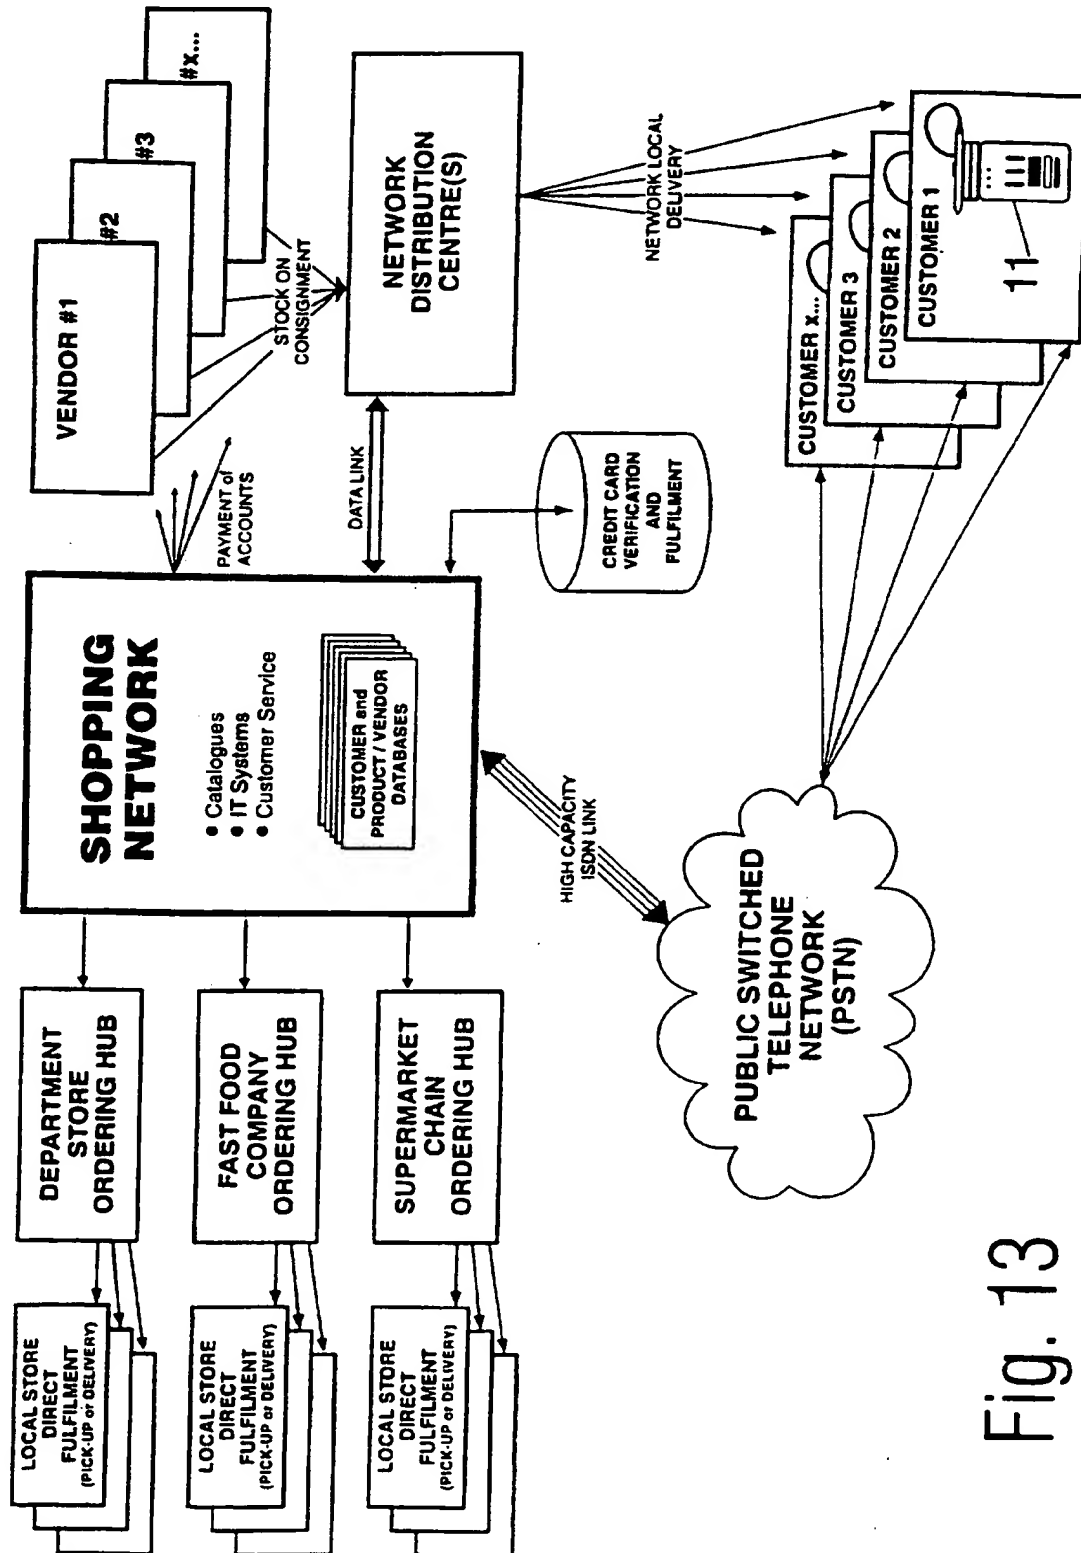 VENDOR #1
#2
#3
#x...
STOCK ON
CONSIGNMENT
PAYMENT of
ACCOUNTS
SHOPPING
NETWORK
● Catalogues
● IT Systems
● Customer Service
CUSTOMER and
PRODUCT / VENDOR
DATABASES
DATA LINK
NETWORK
DISTRIBUTION
CENTRE(S)
CREDIT CARD
VERIFICATION
AND
FULFILMENT
NETWORK LOCAL
DELIVERY
CUSTOMER x...
CUSTOMER 3
CUSTOMER 2
CUSTOMER 1
11
HIGH CAPACITY
ISDN LINK
PUBLIC SWITCHED
TELEPHONE
NETWORK
(PSTN)
DEPARTMENT
STORE
ORDERING HUB
FAST FOOD
COMPANY
ORDERING HUB
SUPERMARKET
CHAIN
ORDERING HUB
LOCAL STORE
DIRECT
FULFILMENT
(PICK-UP or DELIVERY)
LOCAL STORE
DIRECT
FULFILMENT
(PICK-UP or DELIVERY)
LOCAL STORE
DIRECT
FULFILMENT
(PICK-UP or DELIVERY)
Fig. 13